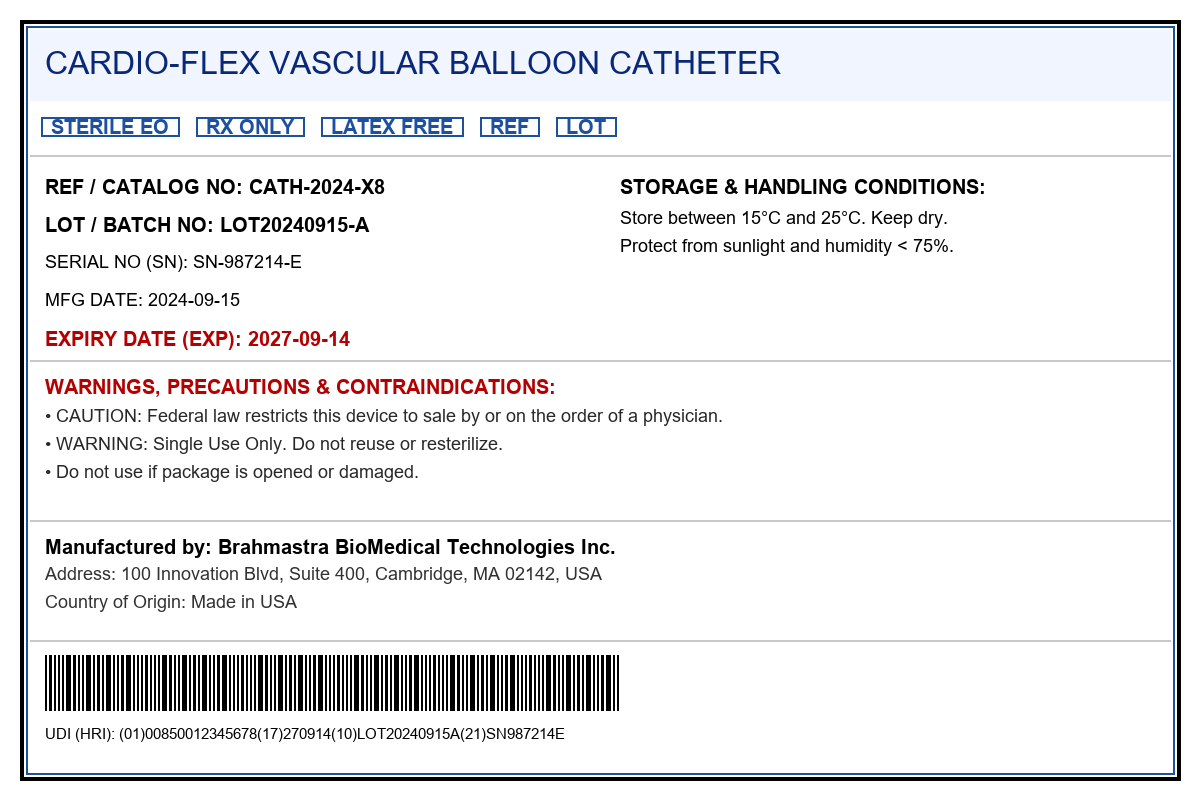 CARDIO-FLEX VASCULAR BALLOON CATHETER
STERILE EO RX ONLY LATEX FREE REF LOT
REF / CATALOG NO: CATH-2024-X8
LOT / BATCH NO: LOT20240915-A
SERIAL NO (SN): SN-987214-E
MFG DATE: 2024-09-15
EXPIRY DATE (EXP): 2027-09-14
STORAGE & HANDLING CONDITIONS:
Store between 15°C and 25°C. Keep dry.
Protect from sunlight and humidity < 75%.
WARNINGS, PRECAUTIONS & CONTRAINDICATIONS:
• CAUTION: Federal law restricts this device to sale by or on the order of a physician.
• WARNING: Single Use Only. Do not reuse or resterilize.
• Do not use if package is opened or damaged.
Manufactured by: Brahmastra BioMedical Technologies Inc.
Address: 100 Innovation Blvd, Suite 400, Cambridge, MA 02142, USA
Country of Origin: Made in USA
UDI (HRI): (01)00850012345678(17)270914(10)LOT20240915A(21)SN987214E